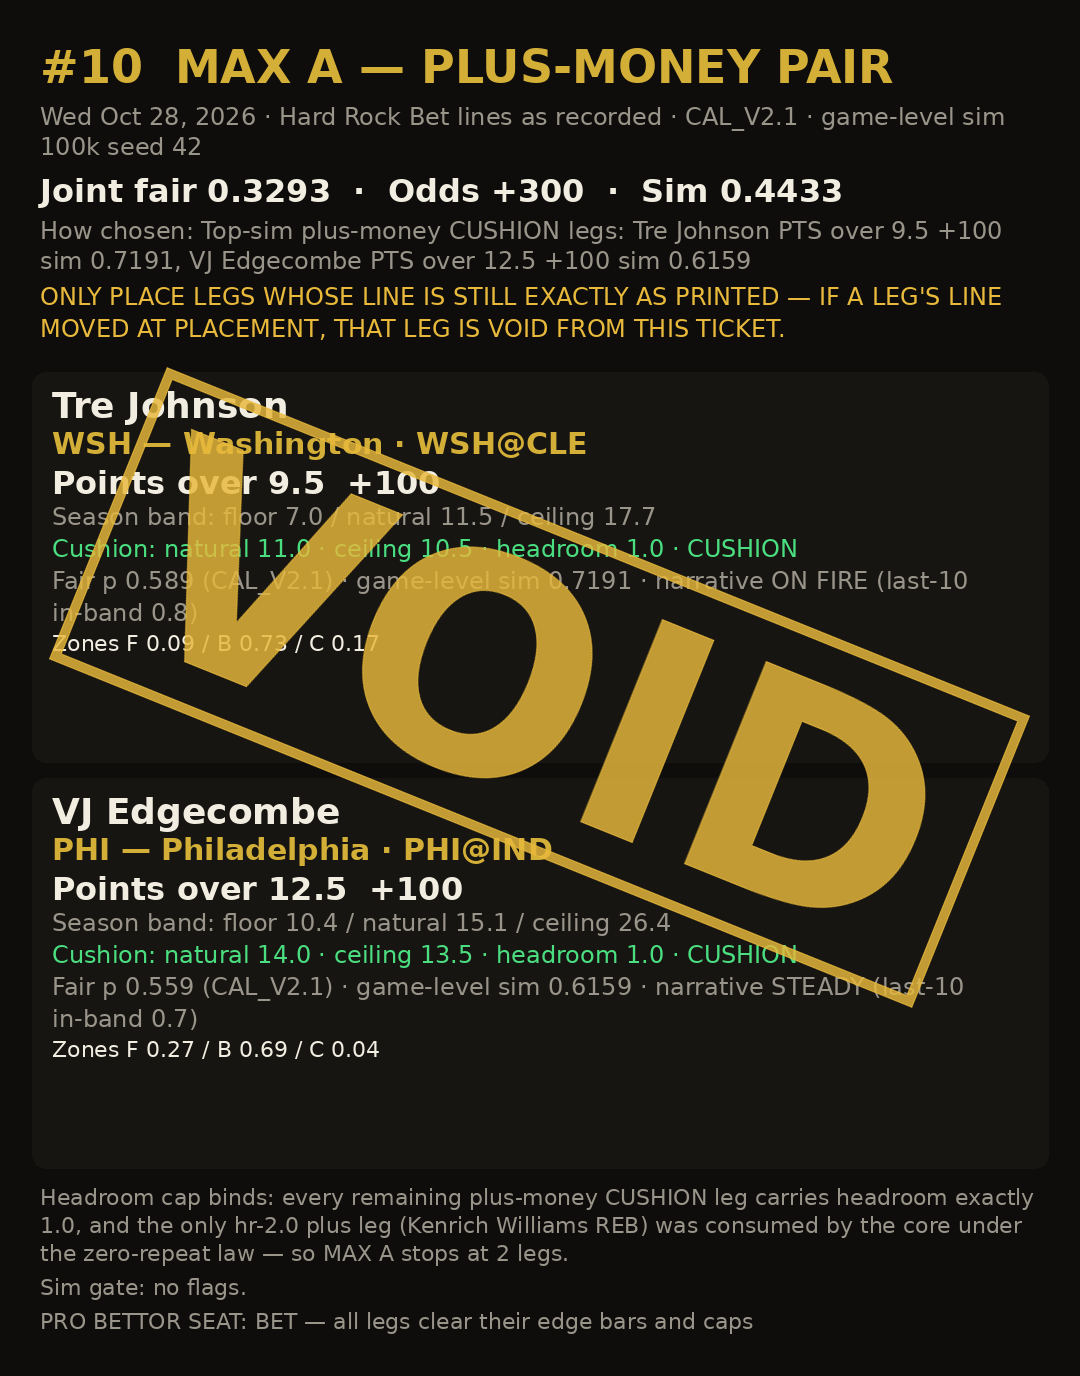 #10  MAX A — PLUS-MONEY PAIR
Wed Oct 28, 2026 · Hard Rock Bet lines as recorded · CAL_V2.1 · game-level sim
100k seed 42
Joint fair 0.3293  ·  Odds +300  ·  Sim 0.4433
How chosen: Top-sim plus-money CUSHION legs: Tre Johnson PTS over 9.5 +100
sim 0.7191, VJ Edgecombe PTS over 12.5 +100 sim 0.6159
ONLY PLACE LEGS WHOSE LINE IS STILL EXACTLY AS PRINTED — IF A LEG'S LINE
MOVED AT PLACEMENT, THAT LEG IS VOID FROM THIS TICKET.
Tre Johnson
WSH — Washington · WSH@CLE
Points over 9.5  +100
Season band: floor 7.0 / natural 11.5 / ceiling 17.7
Cushion: natural 11.0 · ceiling 10.5 · headroom 1.0 · CUSHION
Fair p 0.589 (CAL_V2.1) · game-level sim 0.7191 · narrative ON FIRE (last-10
in-band 0.8)
Zones F 0.09 / B 0.73 / C 0.17
VOID
VJ Edgecombe
PHI — Philadelphia · PHI@IND
Points over 12.5  +100
Season band: floor 10.4 / natural 15.1 / ceiling 26.4
Cushion: natural 14.0 · ceiling 13.5 · headroom 1.0 · CUSHION
Fair p 0.559 (CAL_V2.1) · game-level sim 0.6159 · narrative STEADY (last-10
in-band 0.7)
Zones F 0.27 / B 0.69 / C 0.04
Headroom cap binds: every remaining plus-money CUSHION leg carries headroom exactly
1.0, and the only hr-2.0 plus leg (Kenrich Williams REB) was consumed by the core under
the zero-repeat law — so MAX A stops at 2 legs.
Sim gate: no flags.
PRO BETTOR SEAT: BET — all legs clear their edge bars and caps